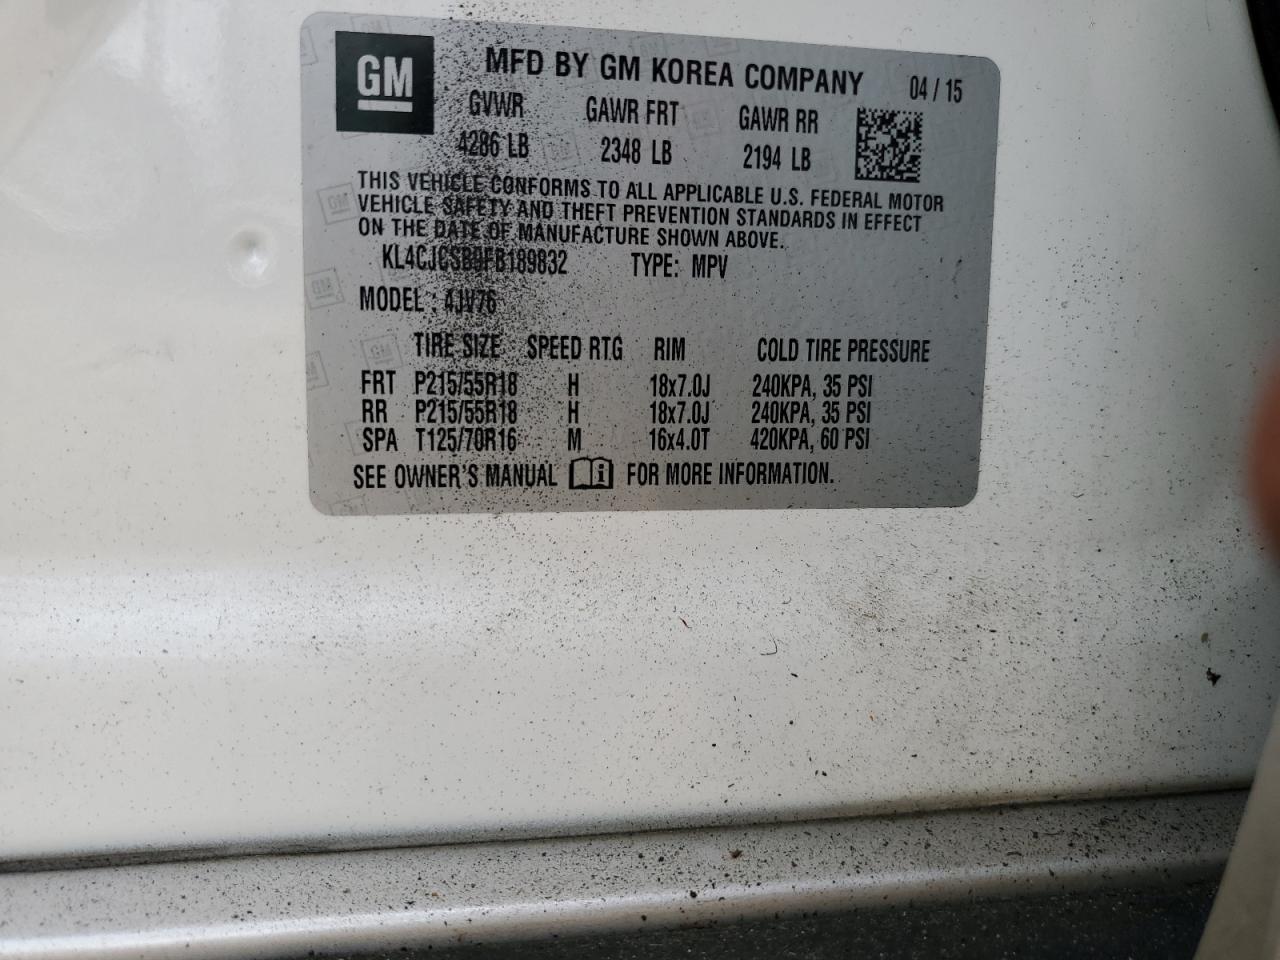 GM
MFD BY GM KOREA COMPANY 04 / 15
GVWR GAWR FRT GAWR RR
4286 LB 2348 LB 2194 LB
THIS VEHICLE CONFORMS TO ALL APPLICABLE U.S. FEDERAL MOTOR
VEHICLE SAFETY AND THEFT PREVENTION STANDARDS IN EFFECT
ON THE DATE OF MANUFACTURE SHOWN ABOVE.
KL4CJCSB9FB189832 TYPE: MPV
MODEL : 4JV76
TIRE SIZE SPEED RTG RIM COLD TIRE PRESSURE
FRT P215/55R18 H 18x7.0J 240KPA, 35 PSI
RR P215/55R18 H 18x7.0J 240KPA, 35 PSI
SPA T125/70R16 M 16x4.0T 420KPA, 60 PSI
SEE OWNER'S MANUAL FOR MORE INFORMATION.